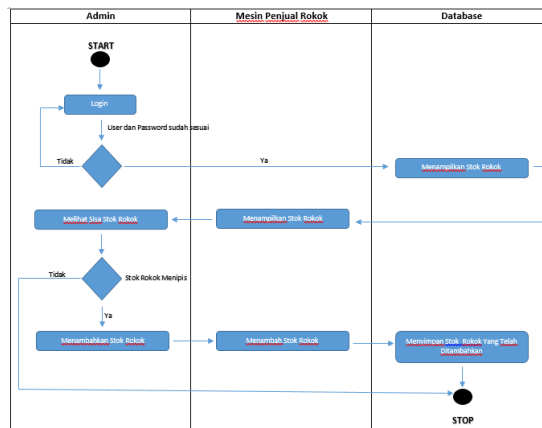 Admin
Mesin Penjual Rokok
Database
START
Login
User dan Password sudah sesuai
Tidak
Ya
Menampilkan Stok Rokok
Melihat Sisa Stok Rokok
Menampilkan Stok Rokok
Tidak
Stok Rokok Menipis
Ya
Menambahkan Stok Rokok
Menambah Stok Rokok
Menyimpan Stok Rokok Yang Telah
Ditambahkan
STOP